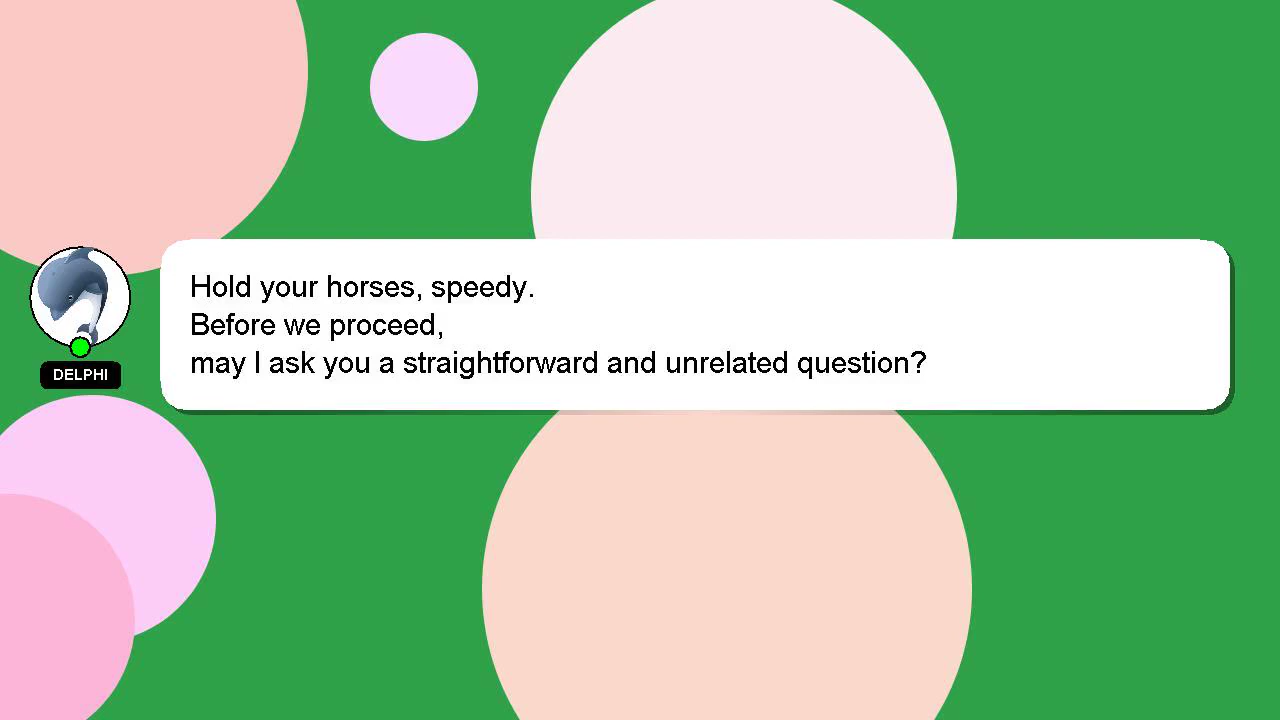 Hold your horses, speedy.
Before we proceed,
may I ask you a straightforward and unrelated question?
DELPHI